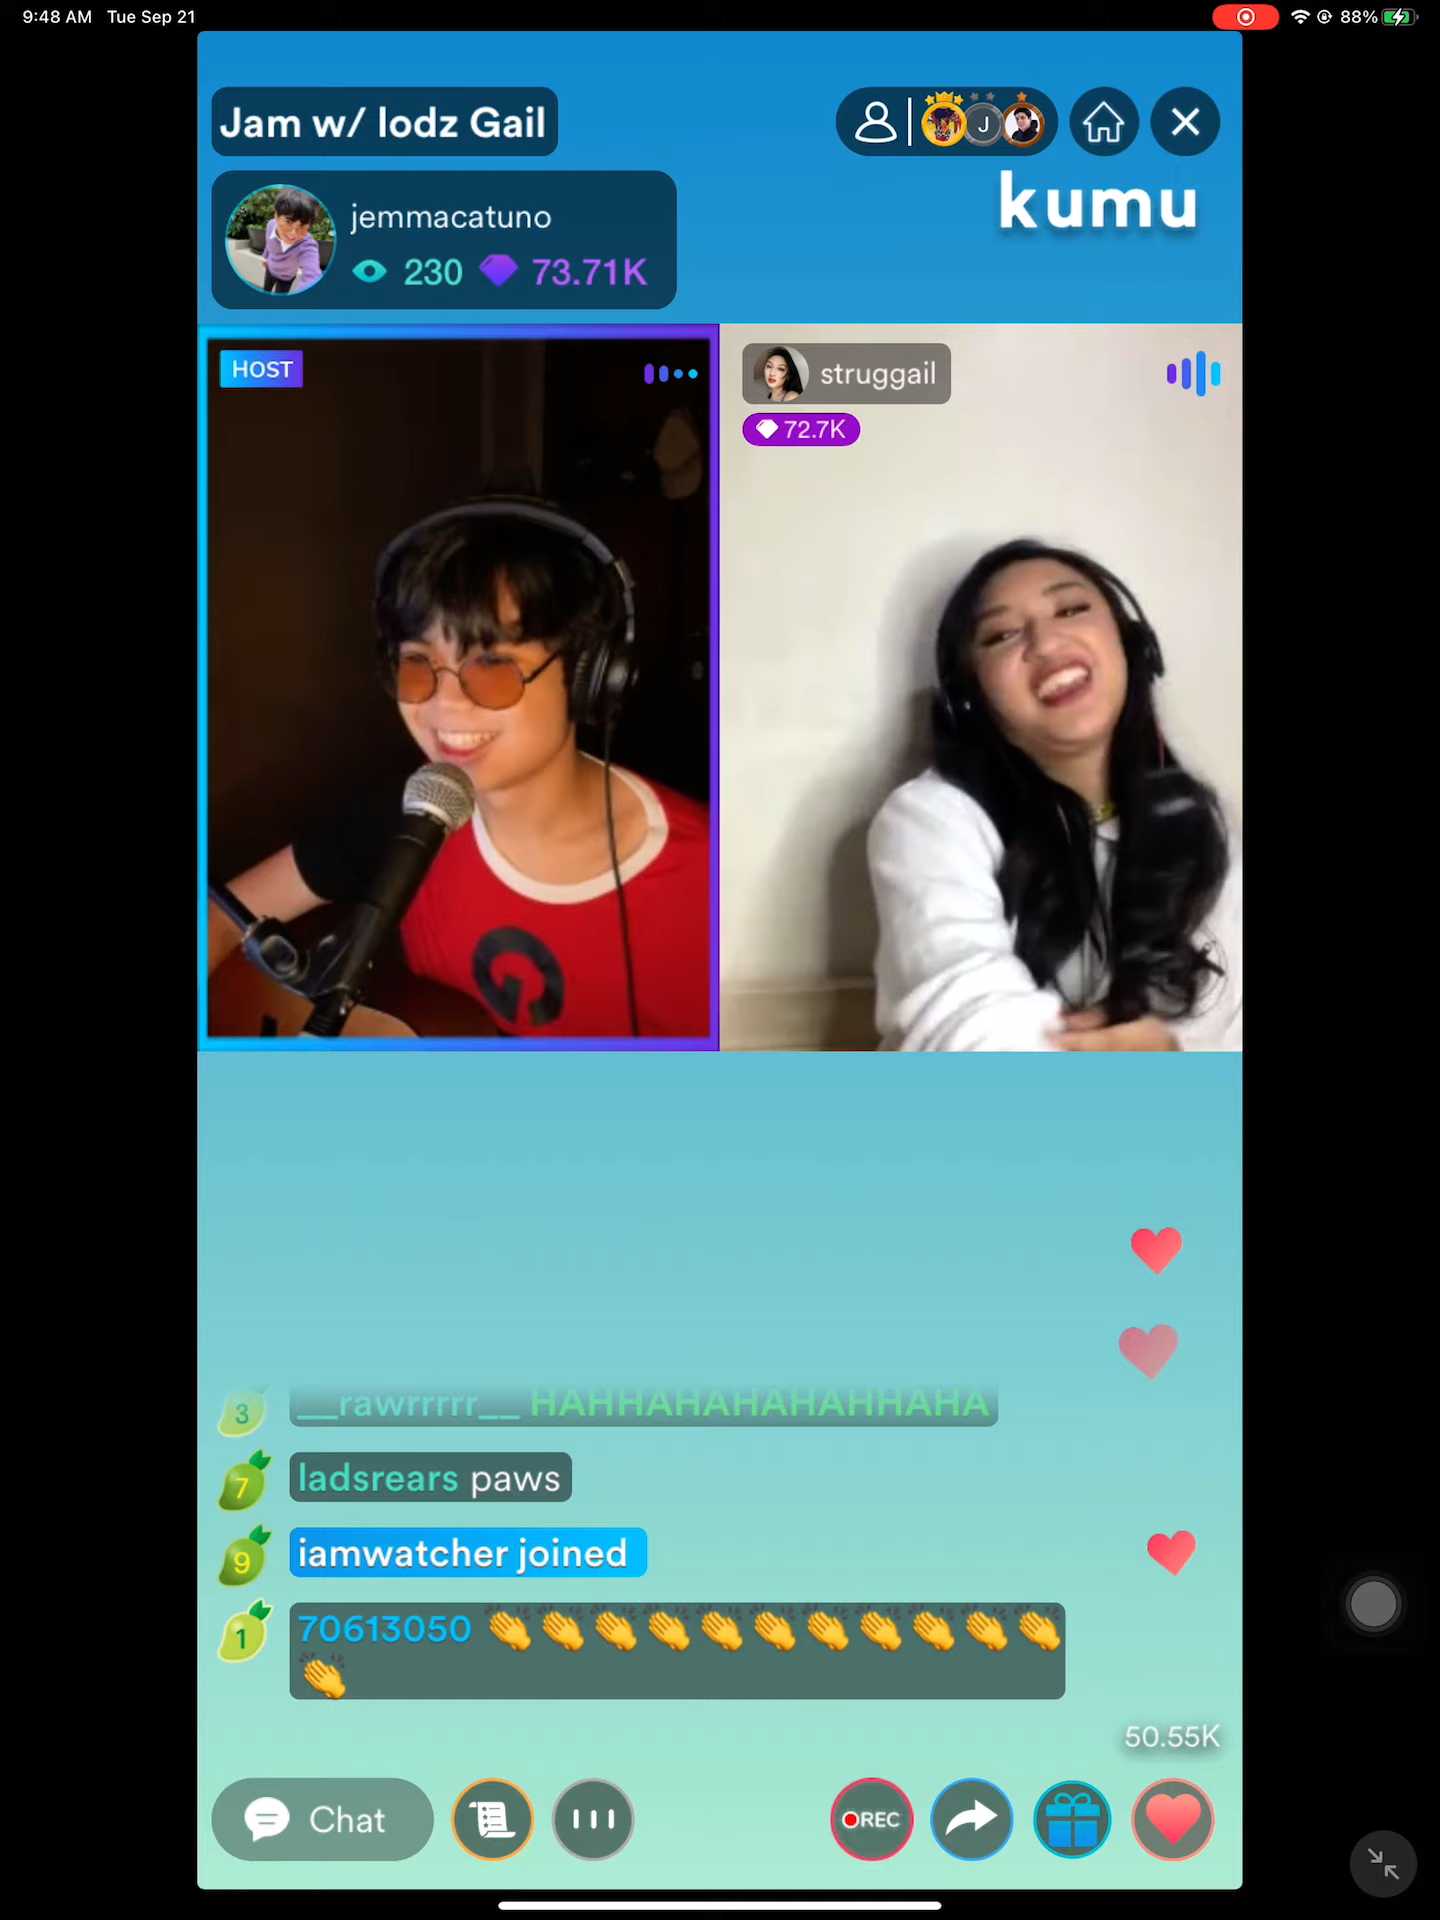 9:48 AM Tue Sep 21
88%
Jam w/ lodz Gail
J
jemmacatuno
230 73.71K
kumu
HOST
struggail
72.7K
3 __rawrrrrr__ HAHHAHAHAHAHHAHA
7 ladsrears paws
9 iamwatcher joined
1 70613050 👏👏👏👏👏👏👏👏👏👏👏
👏
50.55K
Chat
REC